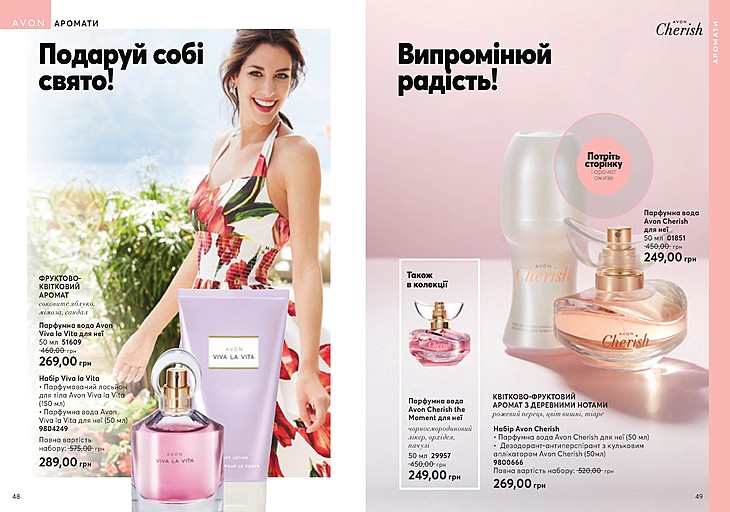 AVON АРОМАТИ
Подаруй собі
свято!
ФРУКТОВО-
КВІТКОВИЙ
АРОМАТ
соковите яблуко,
мімоза, сандал
Парфумна вода Avon
Viva la Vita для неї
50 мл 51609
460,00 грн
269,00 грн
Набір Viva la Vita
• Парфумований лосьйон
для тіла Avon Viva la Vita
(150 мл)
• Парфумна вода Avon
Viva la Vita для неї (50 мл)
9804249
Повна вартість
набору: 575,00 грн
289,00 грн
AVON
VIVA LA VITA
BODY LOTION
POUR LE CORPS
AVON
VIVA LA VITA
48
AVON
Cherish
АРОМАТИ
Випромінюй
радість!
Потріть
сторінку
і аромат
оживе
Парфумна вода
Avon Cherish
для неї
50 мл 01851
450,00 грн
249,00 грн
AVON
Cherish
AVON
Cherish
Також
в колекції
Парфумна вода
Avon Cherish the
Moment для неї
чорносмородиновий
лікер, орхідея,
пачулі
50 мл 29957
450,00 грн
249,00 грн
КВІТКОВО-ФРУКТОВИЙ
АРОМАТ З ДЕРЕВНИМИ НОТАМИ
рожевий перець, цвіт вишні, тіаре
Набір Avon Cherish
• Парфумна вода Avon Cherish для неї (50 мл)
• Дезодорант-антиперспірант з кульковим
аплікатором Avon Cherish (50мл)
9800666
Повна вартість набору: 520,00 грн
269,00 грн
49